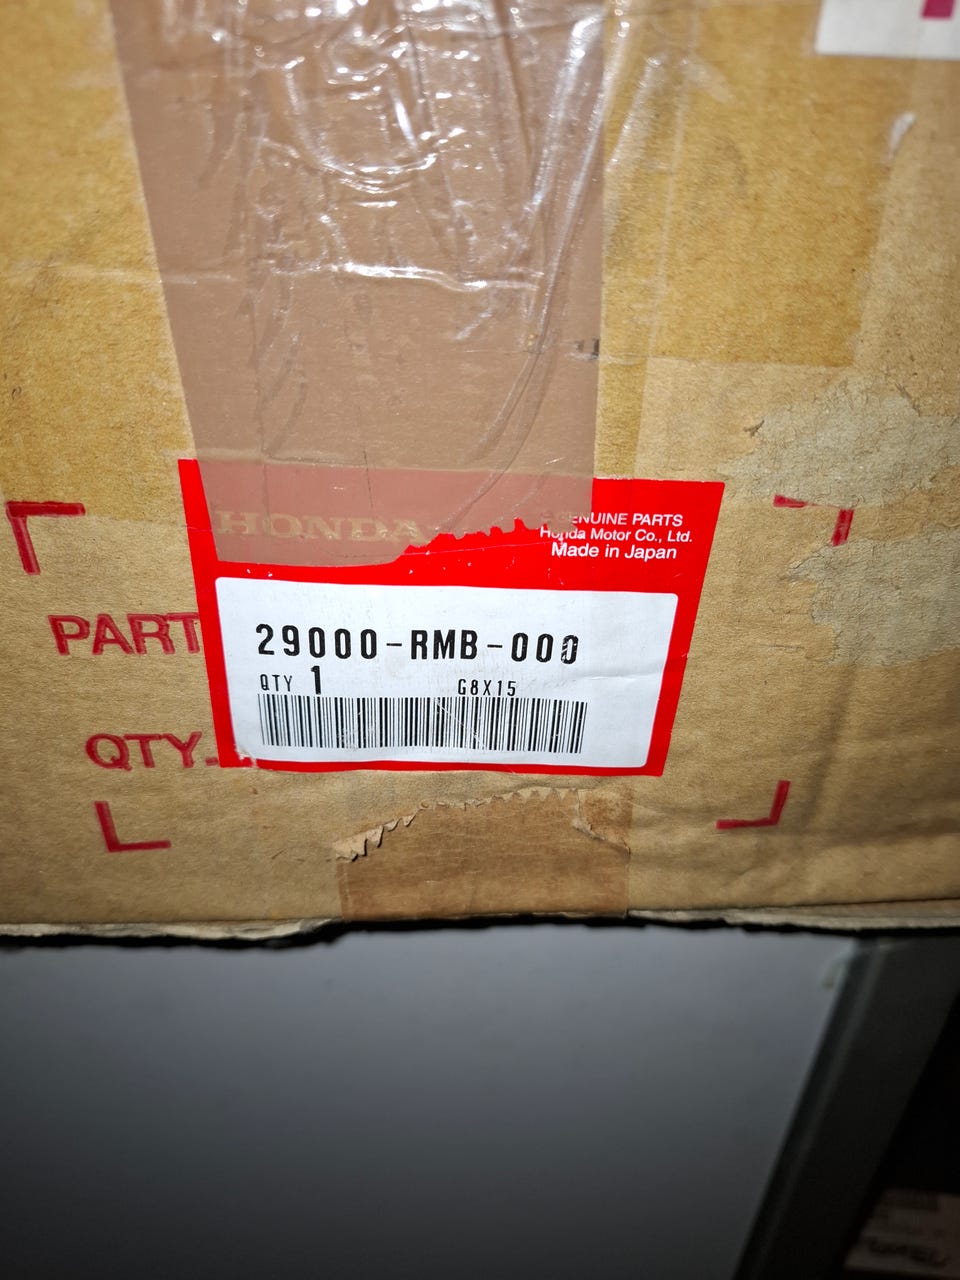 HONDA
GENUINE PARTS
Honda Motor Co., Ltd.
Made in Japan
PART
29000-RMB-000
QTY 1 G8X15
QTY.